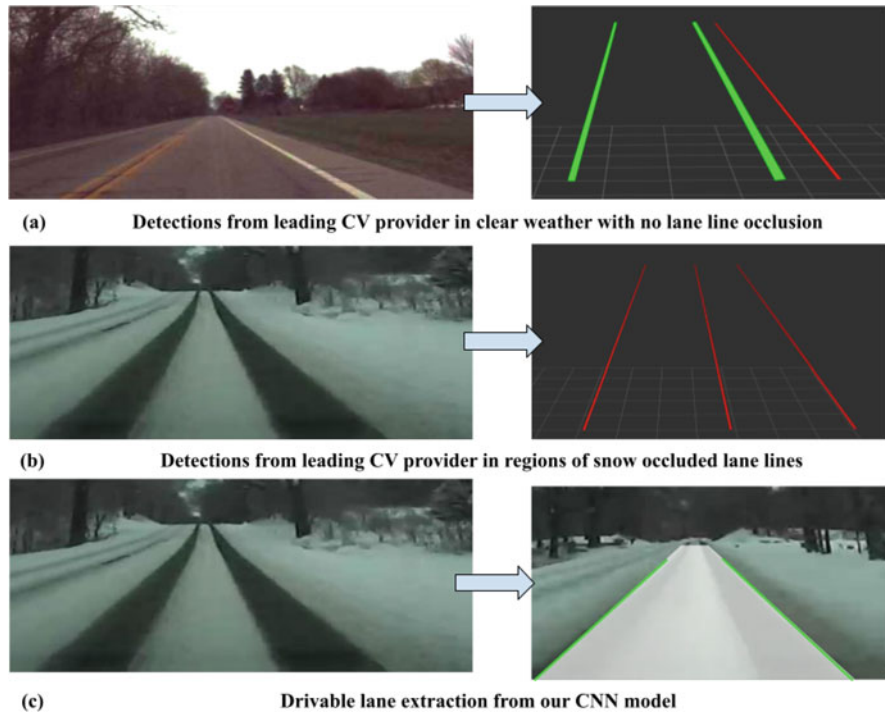 (a) Detections from leading CV provider in clear weather with no lane line occlusion
(b) Detections from leading CV provider in regions of snow occluded lane lines
(c) Drivable lane extraction from our CNN model